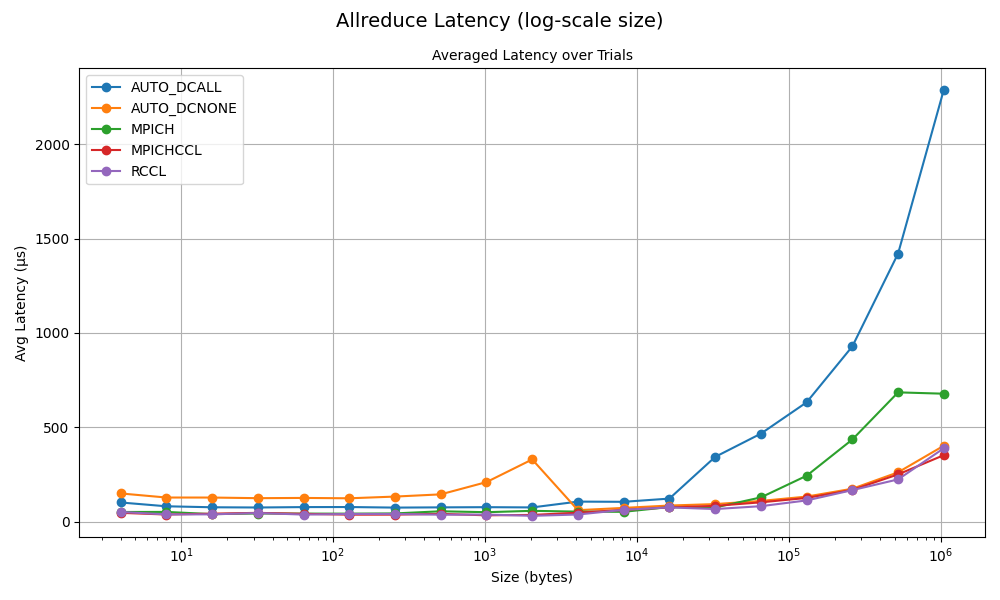 Allreduce Latency (log-scale size)
Averaged Latency over Trials
AUTO_DCALL
AUTO_DCNONE
MPICH
MPICHCCL
RCCL
Avg Latency (μs)
2000
1500
1000
500
0
10¹ 10² 10³ 10⁴ 10⁵ 10⁶
Size (bytes)